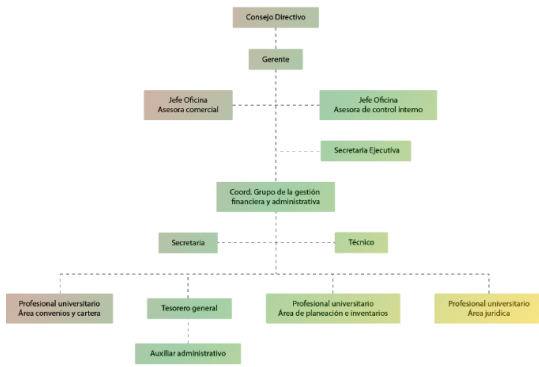 Consejo Directivo
Gerente
Jefe Oficina
Asesora comercial
Jefe Oficina
Asesora de control interno
Secretaria Ejecutiva
Coord. Grupo de la gestión
financiera y administrativa
Secretaria
Técnico
Profesional universitario
Área convenios y cartera
Tesorero general
Profesional universitario
Área de planeación e inventarios
Profesional universitario
Área jurídica
Auxiliar administrativo